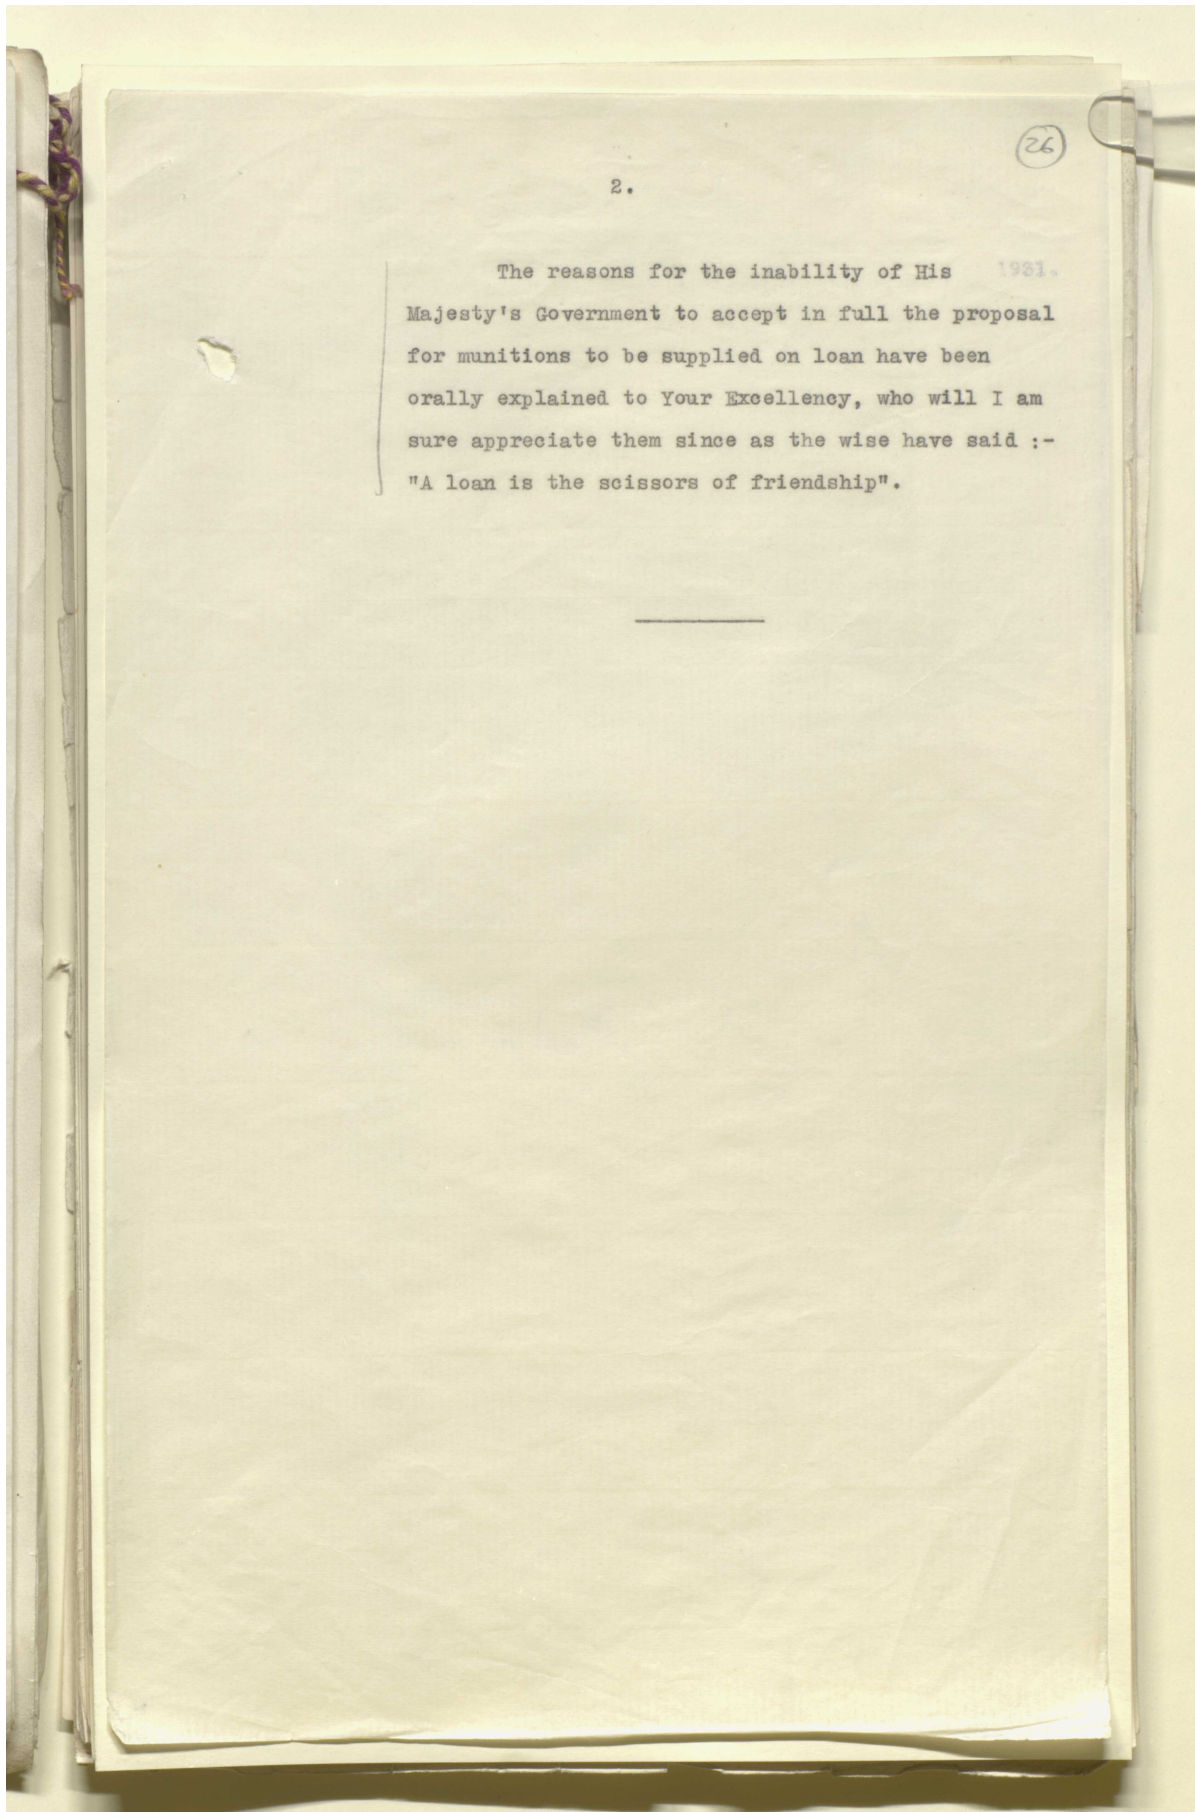 26
2.
The reasons for the inability of His 1931.
Majesty's Government to accept in full the proposal
for munitions to be supplied on loan have been
orally explained to Your Excellency, who will I am
sure appreciate them since as the wise have said :-
"A loan is the scissors of friendship".